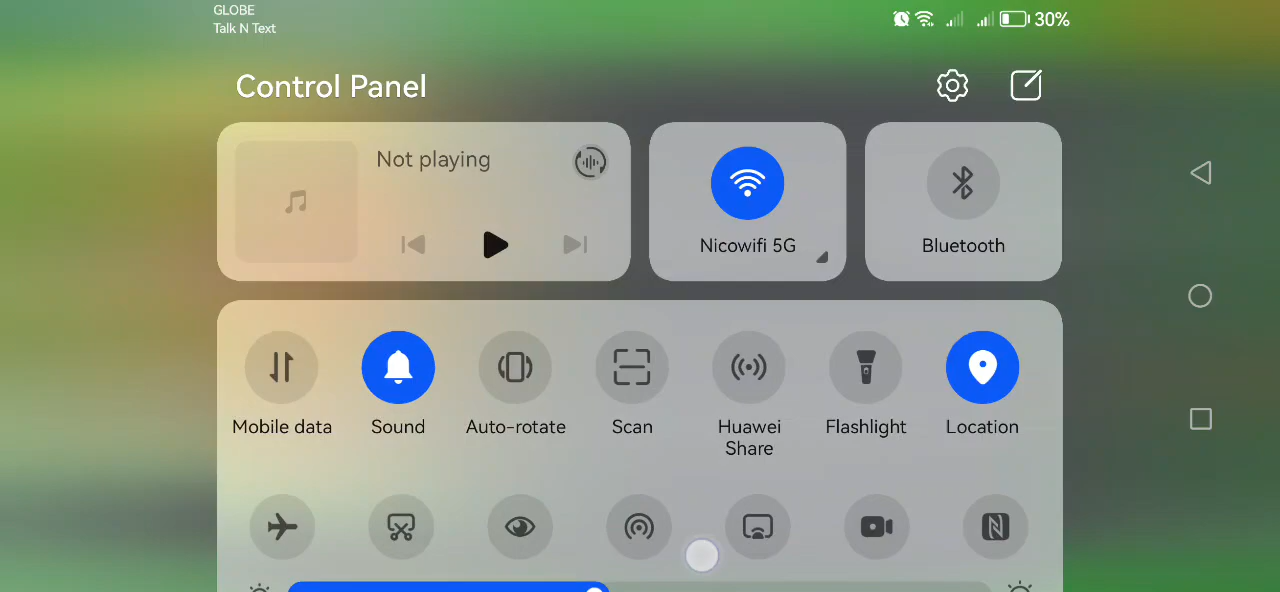 GLOBE
Talk N Text
30%
Control Panel
Not playing
Nicowifi 5G
Bluetooth
Mobile data
Sound
Auto-rotate
Scan
Huawei
Share
Flashlight
Location